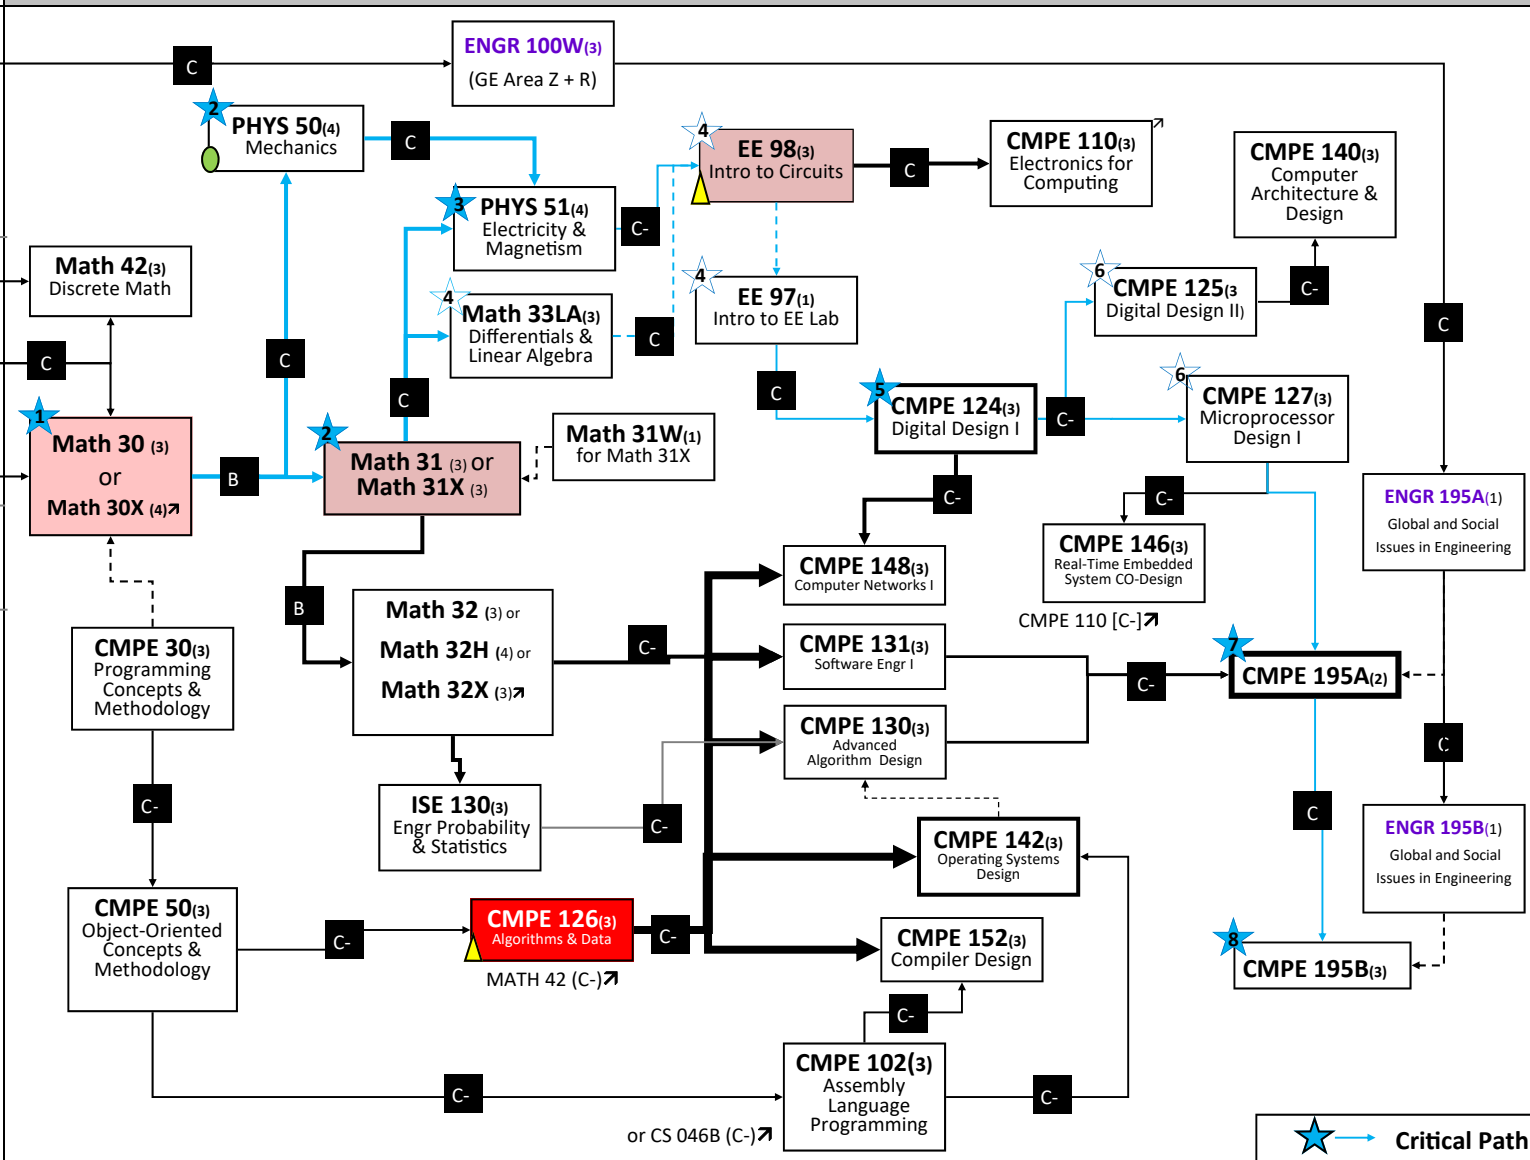 ENGR 100W(3)
(GE Area Z + R)
C
2
PHYS 50(4)
Mechanics
C
4
EE 98(3)
Intro to Circuits
C
CMPE 110(3)
Electronics for
Computing
CMPE 140(3)
Computer
Architecture &
Design
3
PHYS 51(4)
Electricity &
Magnetism
C-
Math 42(3)
Discrete Math
4
Math 33LA(3)
Differentials &
Linear Algebra
C
4
EE 97(1)
Intro to EE Lab
6
CMPE 125(3
Digital Design II)
C-
C
C
C
C
C
C
1
Math 30 (3)
or
Math 30X (4)
B
2
Math 31 (3) or
Math 31X (3)
Math 31W(1)
for Math 31X
5
CMPE 124(3)
Digital Design I
C-
6
CMPE 127(3)
Microprocessor
Design I
C-
C-
ENGR 195A(1)
Global and Social
Issues in Engineering
CMPE 146(3)
Real-Time Embedded
System CO-Design
CMPE 110 [C-]
CMPE 148(3)
Computer Networks I
B
Math 32 (3) or
Math 32H (4) or
Math 32X (3)
C-
CMPE 131(3)
Software Engr I
C-
7
CMPE 195A(2)
CMPE 30(3)
Programming
Concepts &
Methodology
CMPE 130(3)
Advanced
Algorithm Design
C
C-
ISE 130(3)
Engr Probability
& Statistics
C-
C
ENGR 195B(1)
Global and Social
Issues in Engineering
CMPE 142(3)
Operating Systems
Design
CMPE 50(3)
Object-Oriented
Concepts &
Methodology
C-
CMPE 126(3)
Algorithms & Data
MATH 42 (C-)
C-
CMPE 152(3)
Compiler Design
8
CMPE 195B(3)
C-
C-
CMPE 102(3)
Assembly
Language
Programming
C-
or CS 046B (C-)
Critical Path